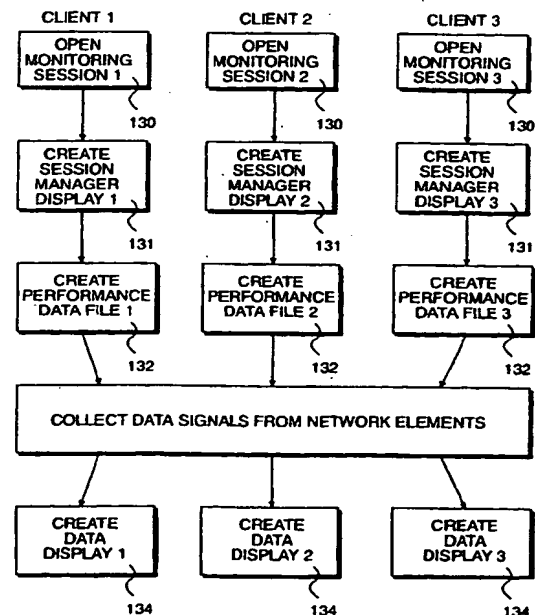 CLIENT 1 CLIENT 2 CLIENT 3
OPEN MONITORING SESSION 1
OPEN MONITORING SESSION 2
OPEN MONITORING SESSION 3
130 130 130
CREATE SESSION MANAGER DISPLAY 1
CREATE SESSION MANAGER DISPLAY 2
CREATE SESSION MANAGER DISPLAY 3
131 131 131
CREATE PERFORMANCE DATA FILE 1
CREATE PERFORMANCE DATA FILE 2
CREATE PERFORMANCE DATA FILE 3
132 132 132
COLLECT DATA SIGNALS FROM NETWORK ELEMENTS
CREATE DATA DISPLAY 1
CREATE DATA DISPLAY 2
CREATE DATA DISPLAY 3
134 134 134